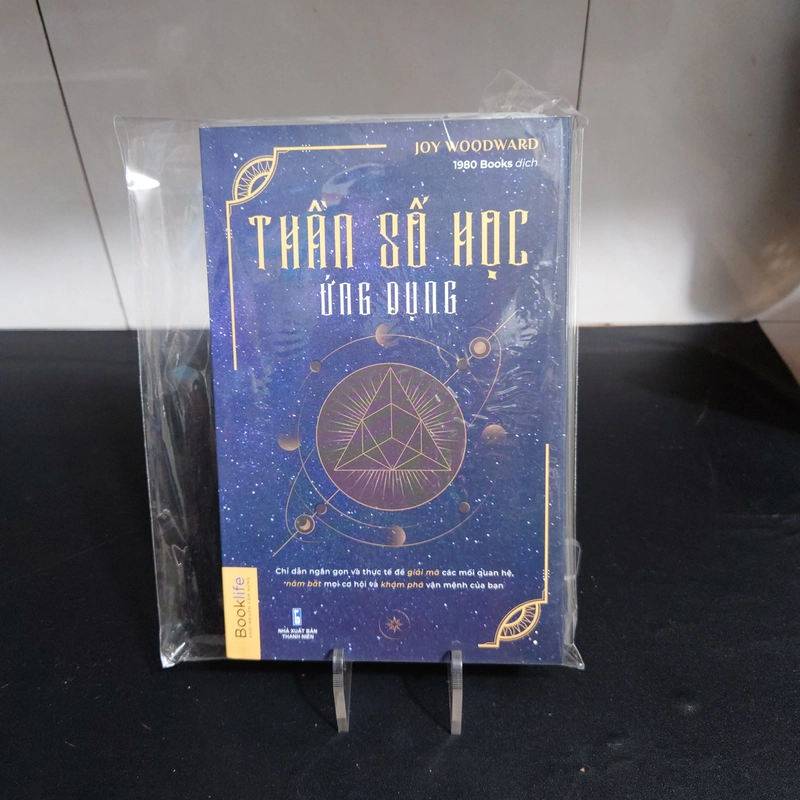 JOY WOODWARD
1980 Books dịch
THẦN SỐ HỌC
ỨNG DỤNG
Chỉ dẫn ngắn gọn và thực tế để giải mã các mối quan hệ,
nắm bắt mọi cơ hội và khám phá vận mệnh của bạn
Booklife
NHÀ XUẤT BẢN
THANH NIÊN